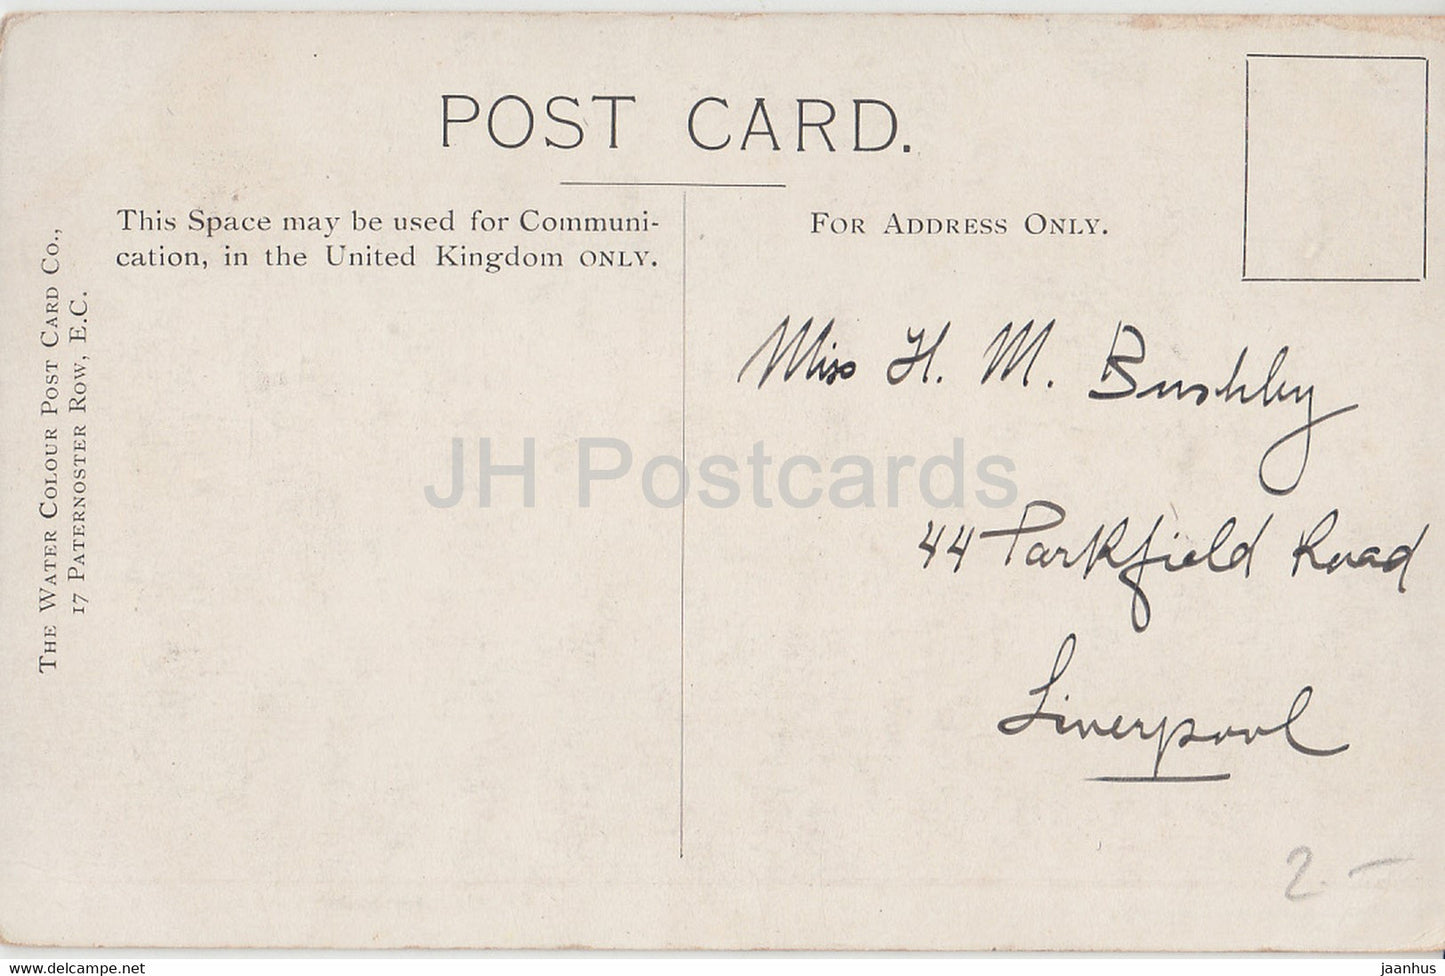 POST CARD.
This Space may be used for Communi-
cation, in the United Kingdom ONLY.
FOR ADDRESS ONLY.
THE WATER COLOUR POST CARD CO.,
17 PATERNOSTER ROW, E.C.
Miss H. M. Bushby
44 Parkfield Road
Liverpool
2 -
JH Postcards
www.delcampe.net
jaanhus